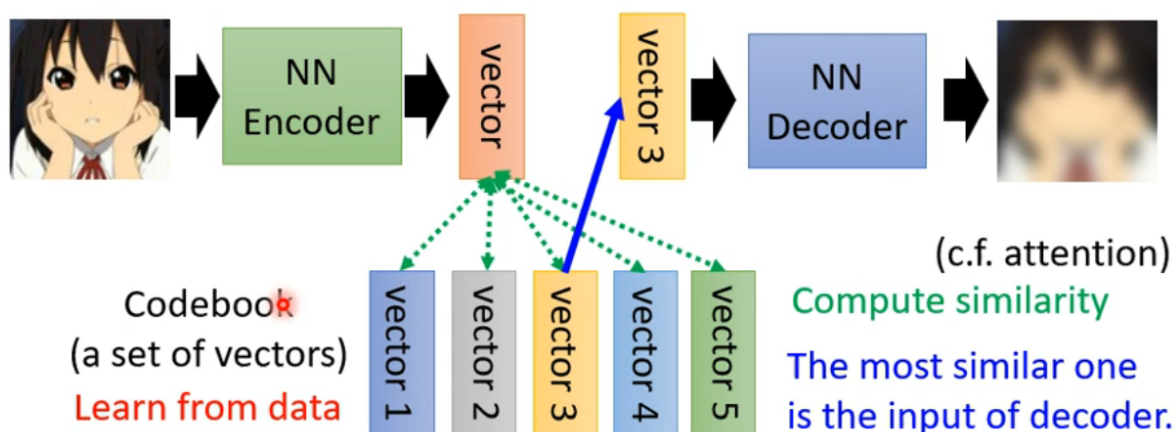 NN
Encoder
vector
vector 3
NN
Decoder
(c.f. attention)
Codebook
(a set of vectors)
Learn from data
vector 1
vector 2
vector 3
vector 4
vector 5
Compute similarity
The most similar one
is the input of decoder.